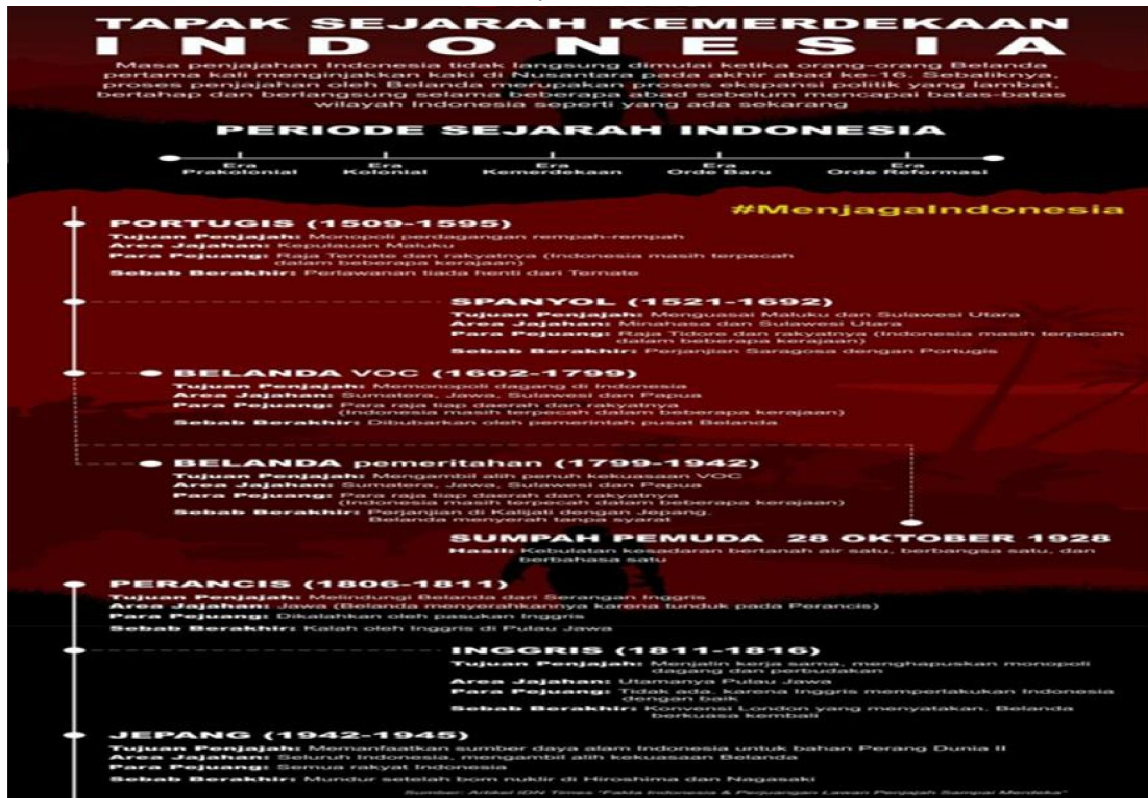 TAPAK SEJARAH KEMERDEKAAN
INDONESIA
Masa penjajahan Indonesia tidak langsung dimulai ketika orang-orang Belanda
pertama kali menginjakkan kaki di Nusantara pada akhir abad ke-16. Sebaliknya,
proses penjajahan oleh Belanda merupakan proses ekspansi politik yang lambat,
bertahap dan berlangsung selama beberapa abad sebelum mencapai batas-batas
wilayah Indonesia seperti yang ada sekarang
PERIODE SEJARAH INDONESIA
Era Prakolonial
Era Kolonial
Era Kemerdekaan
Era Orde Baru
Era Orde Reformasi
#MenjagaIndonesia
PORTUGIS (1509-1595)
Tujuan Penjajah: Monopoli perdagangan rempah-rempah
Area Jajahan: Kepulauan Maluku
Para Pejuang: Raja Ternate dan rakyatnya (Indonesia masih terpecah
dalam beberapa kerajaan)
Sebab Berakhir: Perlawanan tiada henti dari Ternate
SPANYOL (1521-1692)
Tujuan Penjajah: Menguasai Maluku dan Sulawesi Utara
Area Jajahan: Minahasa dan Sulawesi Utara
Para Pejuang: Raja Tidore dan rakyatnya (Indonesia masih terpecah
dalam beberapa kerajaan)
Sebab Berakhir: Perjanjian Saragosa dengan Portugis
BELANDA VOC (1602-1799)
Tujuan Penjajah: Memonopoli dagang di Indonesia
Area Jajahan: Sumatera, Jawa, Sulawesi dan Papua
Para Pejuang: Para raja tiap daerah dan rakyatnya
(Indonesia masih terpecah dalam beberapa kerajaan)
Sebab Berakhir: Dibubarkan oleh pemerintah pusat Belanda
BELANDA pemeritahan (1799-1942)
Tujuan Penjajah: Mengambil alih penuh kekuasaan VOC
Area Jajahan: Sumatera, Jawa, Sulawesi dan Papua
Para Pejuang: Para raja tiap daerah dan rakyatnya
(Indonesia masih terpecah dalam beberapa kerajaan)
Sebab Berakhir: Perjanjian di Kalijati dengan Jepang.
Belanda menyerah tanpa syarat
SUMPAH PEMUDA 28 OKTOBER 1928
Hasil: Kebulatan kesadaran bertanah air satu, berbangsa satu, dan
berbahasa satu
PERANCIS (1806-1811)
Tujuan Penjajah: Melindungi Belanda dari Serangan Inggris
Area Jajahan: Jawa (Belanda menyerahkannya karena tunduk pada Perancis)
Para Pejuang: Dikalahkan oleh pasukan Inggris
Sebab Berakhir: Kalah oleh Inggris di Pulau Jawa
INGGRIS (1811-1816)
Tujuan Penjajah: Menjalin kerja sama, menghapuskan monopoli
dagang dan perbudakan
Area Jajahan: Utamanya Pulau Jawa
Para Pejuang: Tidak ada, karena Inggris memperlakukan Indonesia
dengan baik
Sebab Berakhir: Konvensi London yang menyatakan, Belanda
berkuasa kembali
JEPANG (1942-1945)
Tujuan Penjajah: Memanfaatkan sumber daya alam Indonesia untuk bahan Perang Dunia II
Area Jajahan: Seluruh Indonesia, mengambil alih kekuasaan Belanda
Para Pejuang: Semua rakyat Indonesia
Sebab Berakhir: Mundur setelah bom nuklir di Hiroshima dan Nagasaki
Sumber: Artikel IDN Times "Fakta Indonesia & Perjuangan Lawan Penjajah Sampai Merdeka"